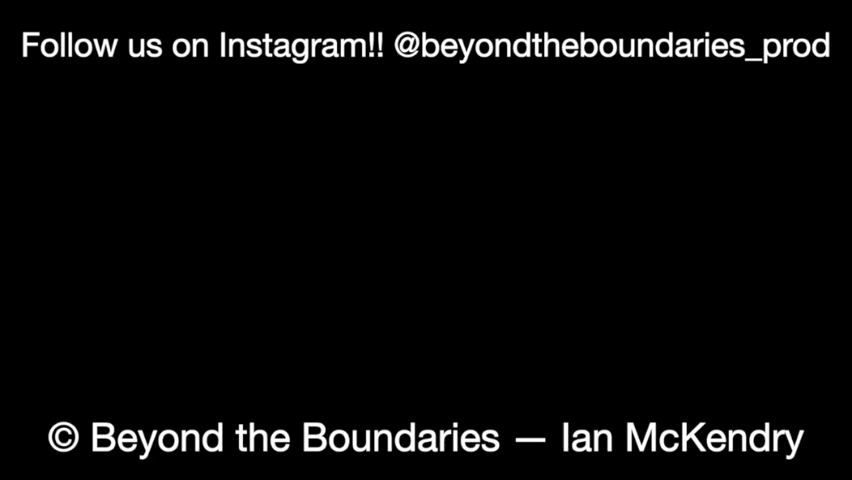 Follow us on Instagram!! @beyondtheboundaries_prod
© Beyond the Boundaries — Ian McKendry